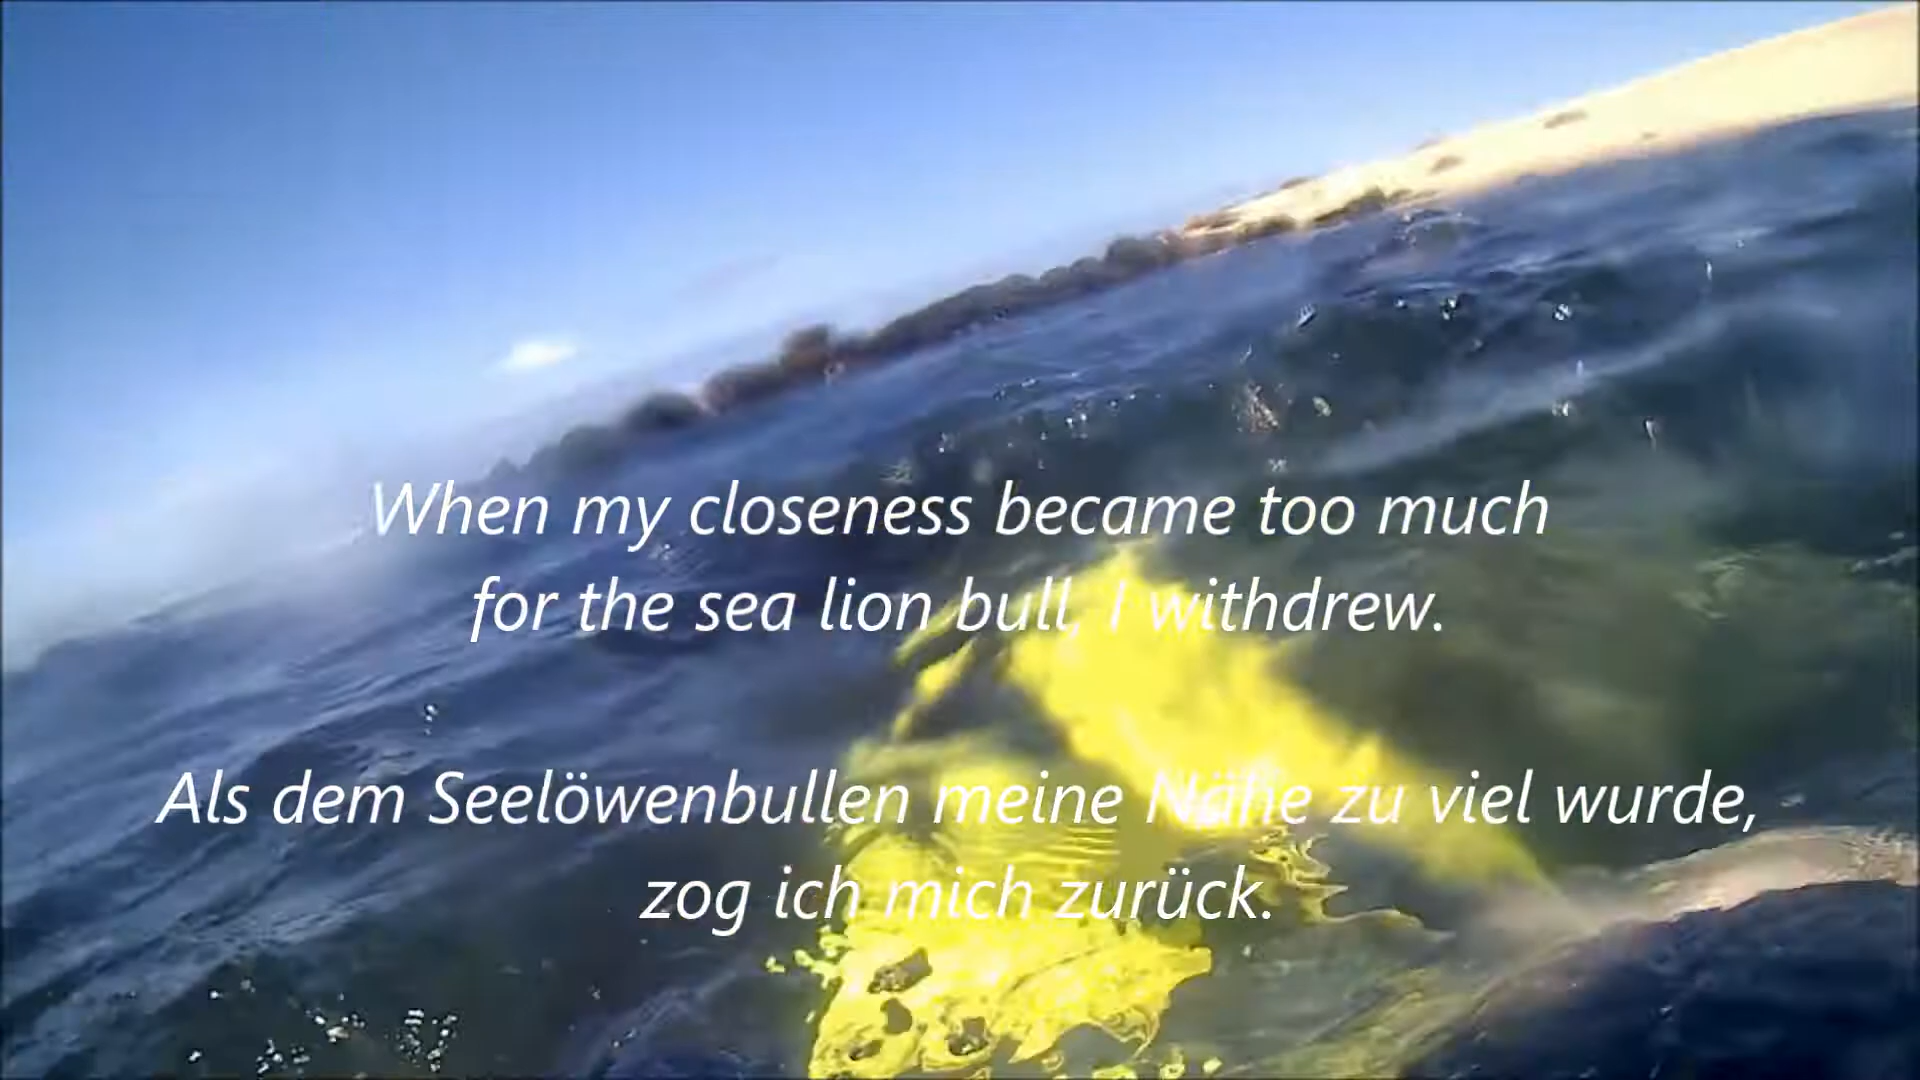 When my closeness became too much
for the sea lion bull, I withdrew.
Als dem Seelöwenbullen meine Nähe zu viel wurde,
zog ich mich zurück.